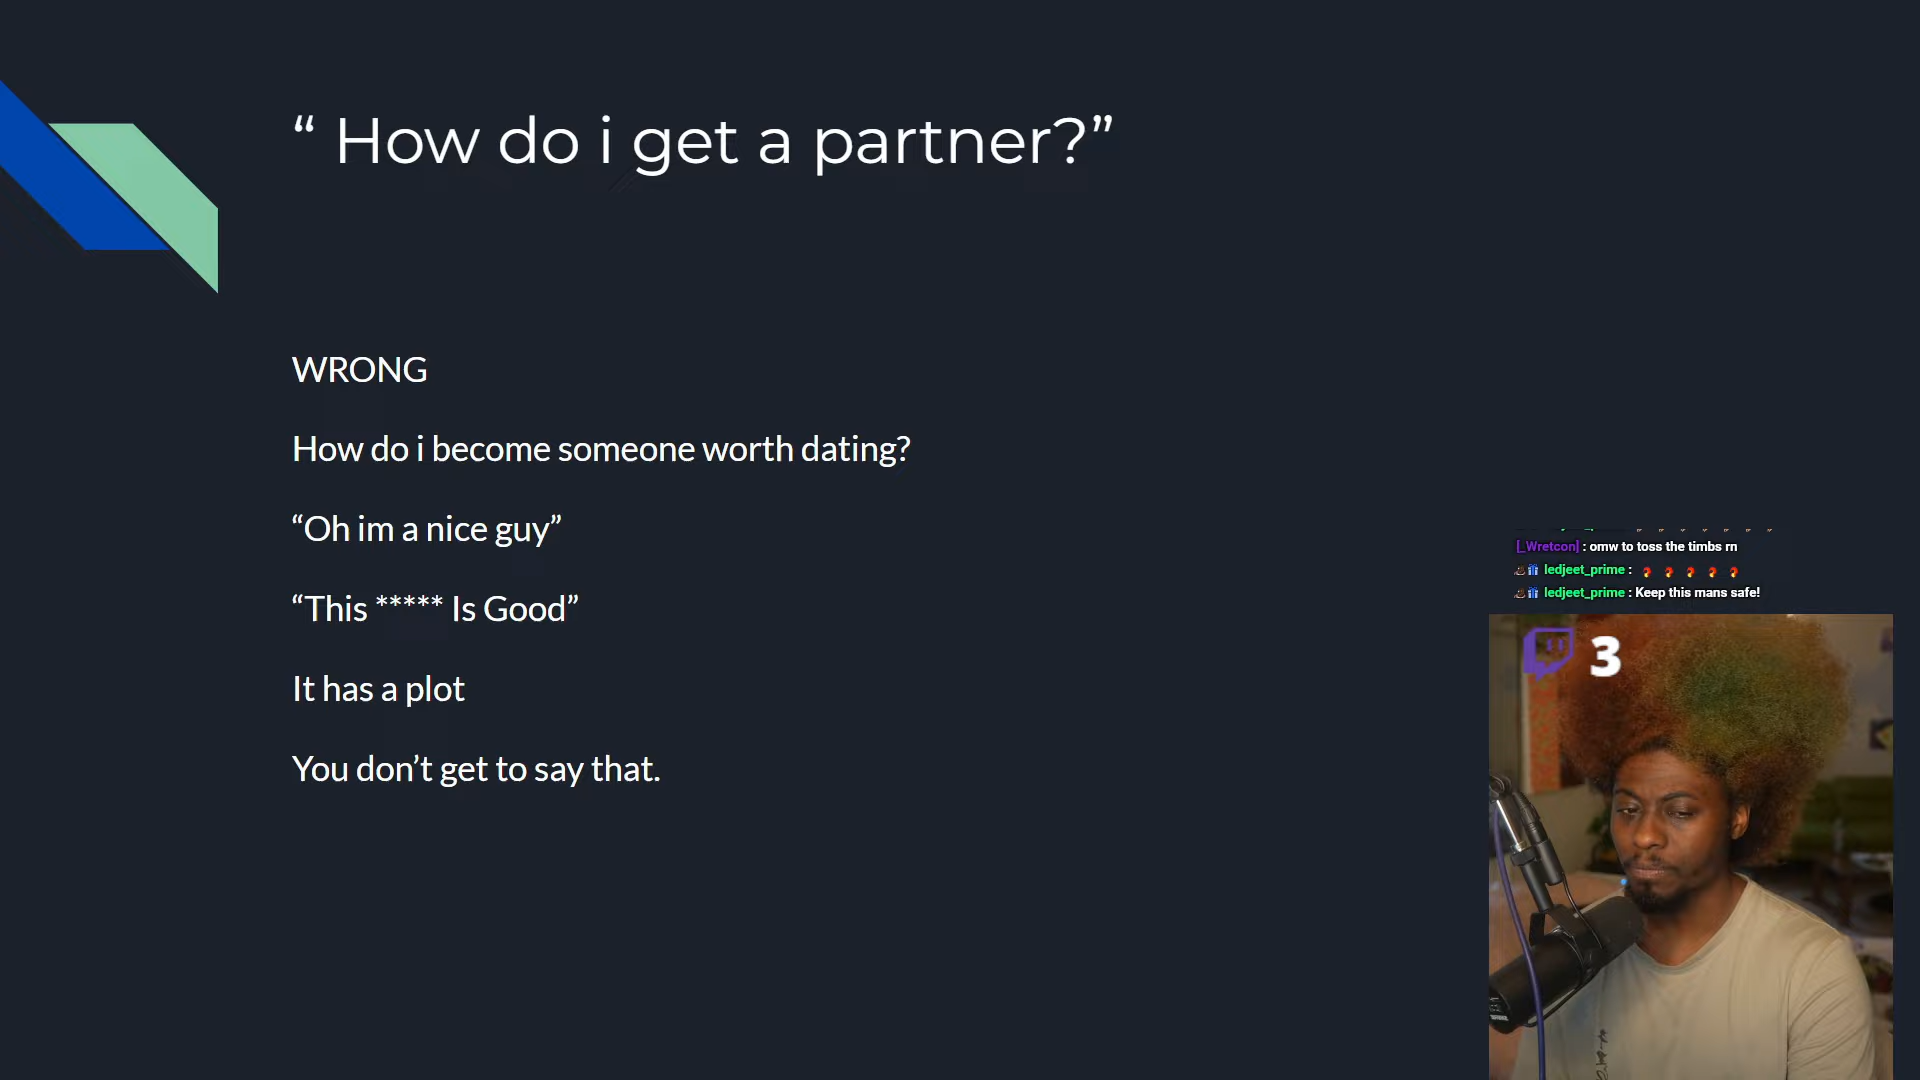 “ How do i get a partner?”
WRONG
How do i become someone worth dating?
“Oh im a nice guy”
“This ***** Is Good”
It has a plot
You don’t get to say that.
[_Wretcon] : omw to toss the timbs rn
ledjeet_prime :
ledjeet_prime : Keep this mans safe!
3